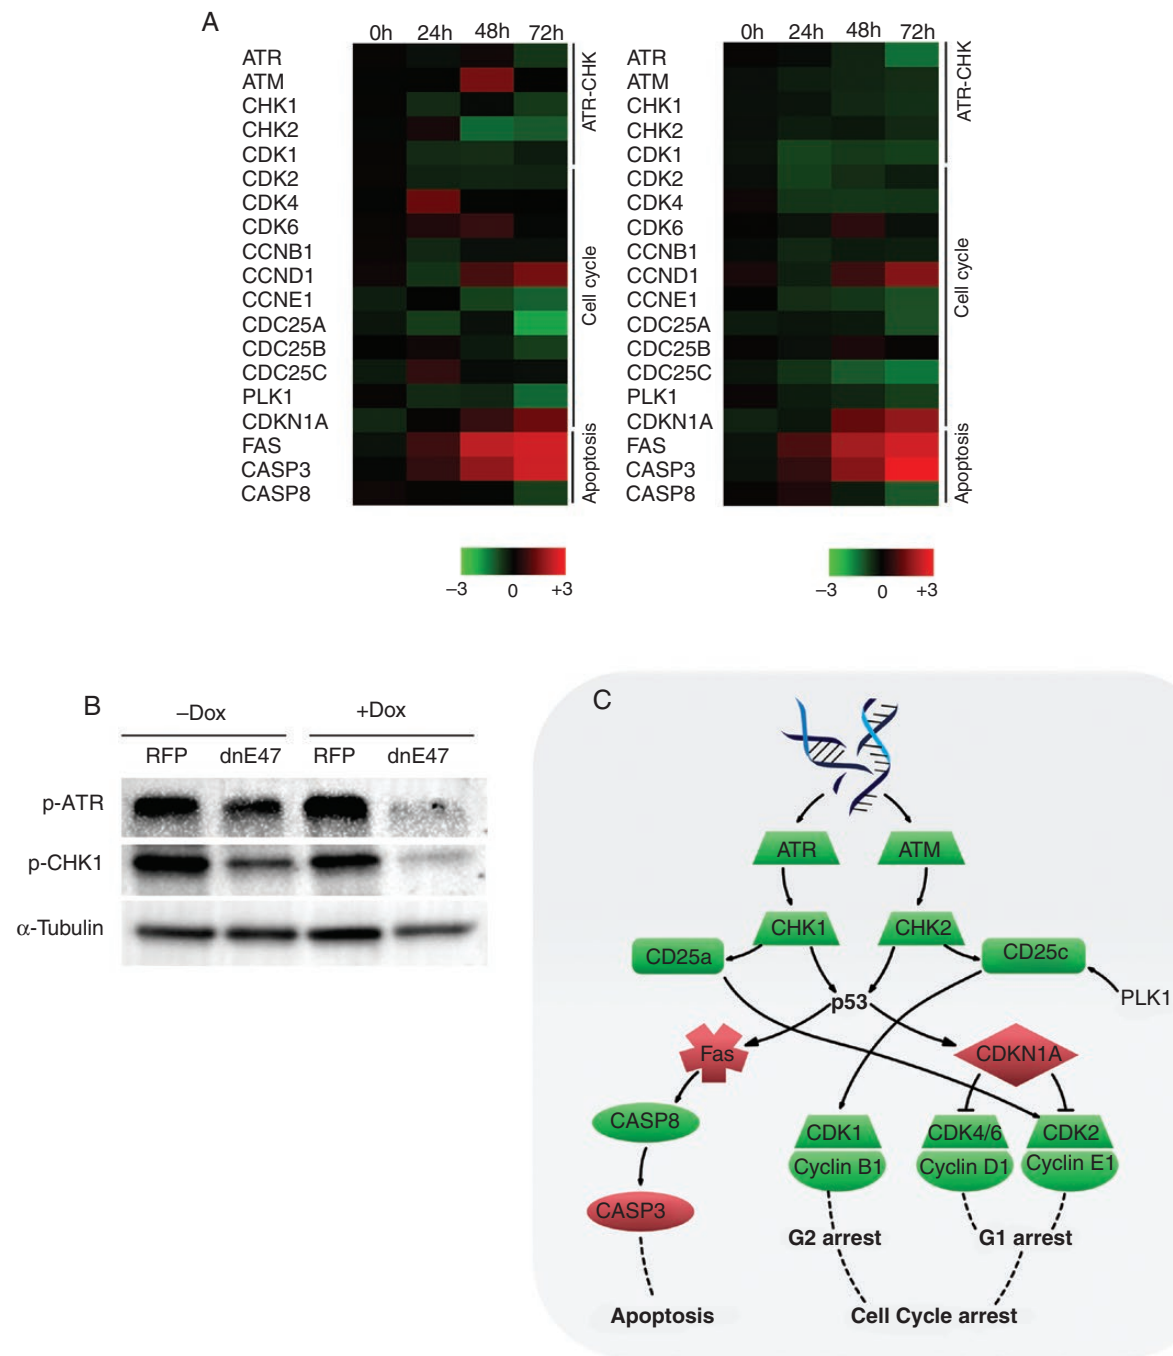 A
0h 24h 48h 72h
ATR
ATM
CHK1
CHK2
CDK1
CDK2
CDK4
CDK6
CCNB1
CCND1
CCNE1
CDC25A
CDC25B
CDC25C
PLK1
CDKN1A
FAS
CASP3
CASP8
ATR-CHK
Cell cycle
Apoptosis
–3 0 +3
0h 24h 48h 72h
ATR
ATM
CHK1
CHK2
CDK1
CDK2
CDK4
CDK6
CCNB1
CCND1
CCNE1
CDC25A
CDC25B
CDC25C
PLK1
CDKN1A
FAS
CASP3
CASP8
ATR-CHK
Cell cycle
Apoptosis
–3 0 +3
B
–Dox +Dox
RFP dnE47 RFP dnE47
p-ATR
p-CHK1
α-Tubulin
C
ATR ATM
CHK1 CHK2
CD25a CD25c
p53 PLK1
Fas CDKN1A
CASP8 CDK1 CDK4/6 CDK2
Cyclin B1 Cyclin D1 Cyclin E1
CASP3
G2 arrest G1 arrest
Apoptosis Cell Cycle arrest